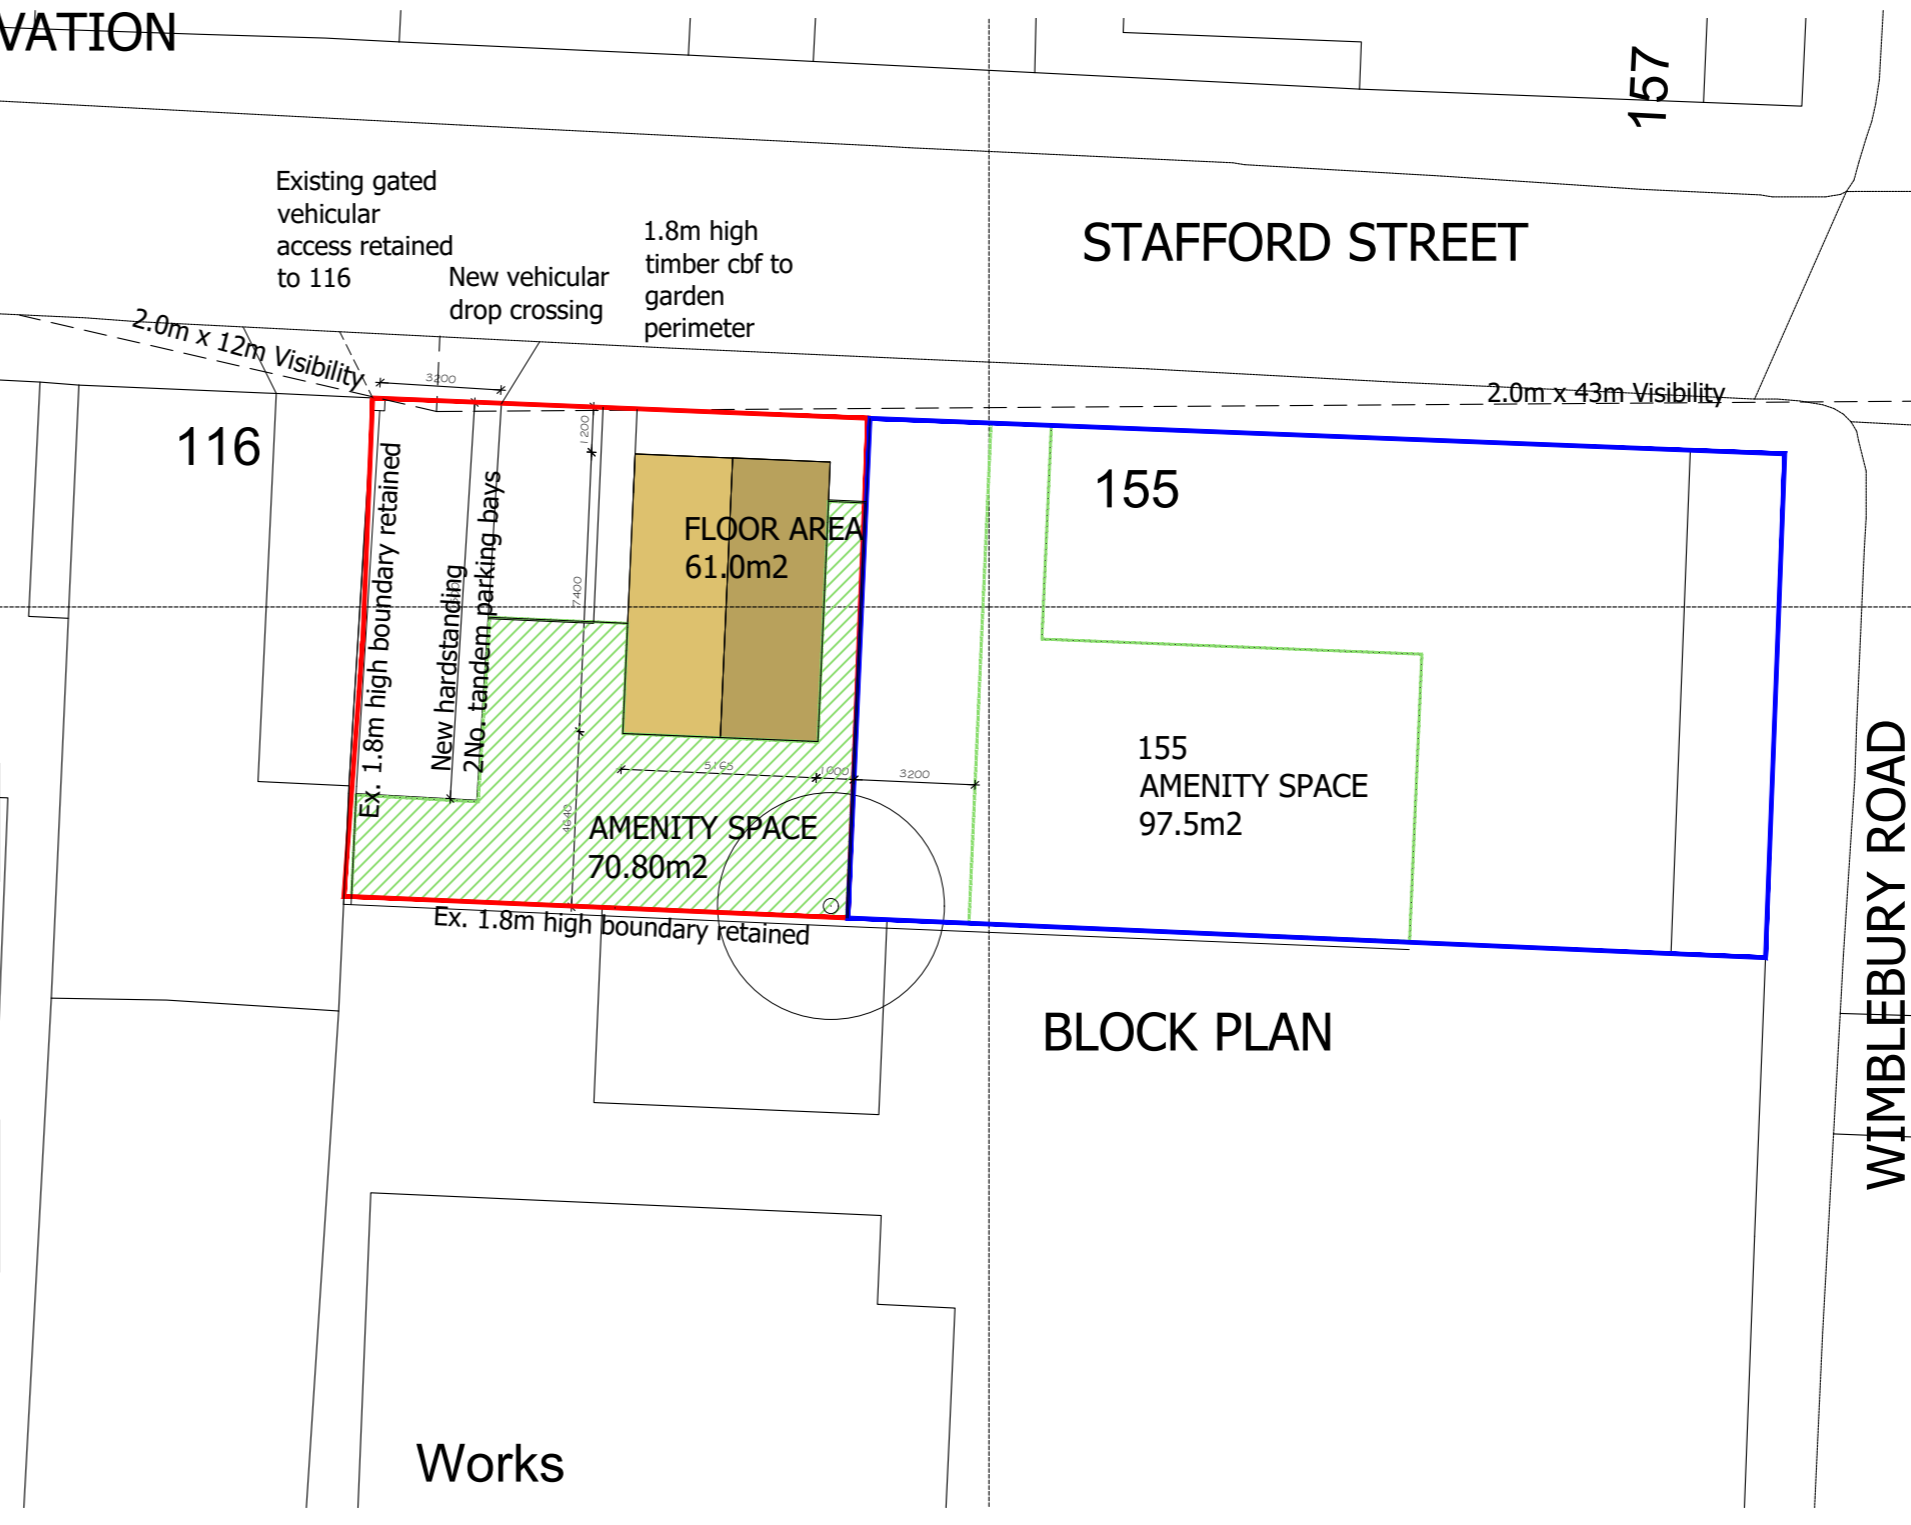 VATION
157
Existing gated
vehicular
access retained
to 116
New vehicular
drop crossing
1.8m high
timber cbf to
garden
perimeter
STAFFORD STREET
2.0m x 12m Visibility
3200
2.0m x 43m Visibility
116
Ex. 1.8m high boundary retained
New hardstanding
2No. tandem parking bays
1200
7400
FLOOR AREA
61.0m2
155
5165
1000
3200
4640
AMENITY SPACE
70.80m2
155
AMENITY SPACE
97.5m2
Ex. 1.8m high boundary retained
BLOCK PLAN
WIMBLEBURY ROAD
Works